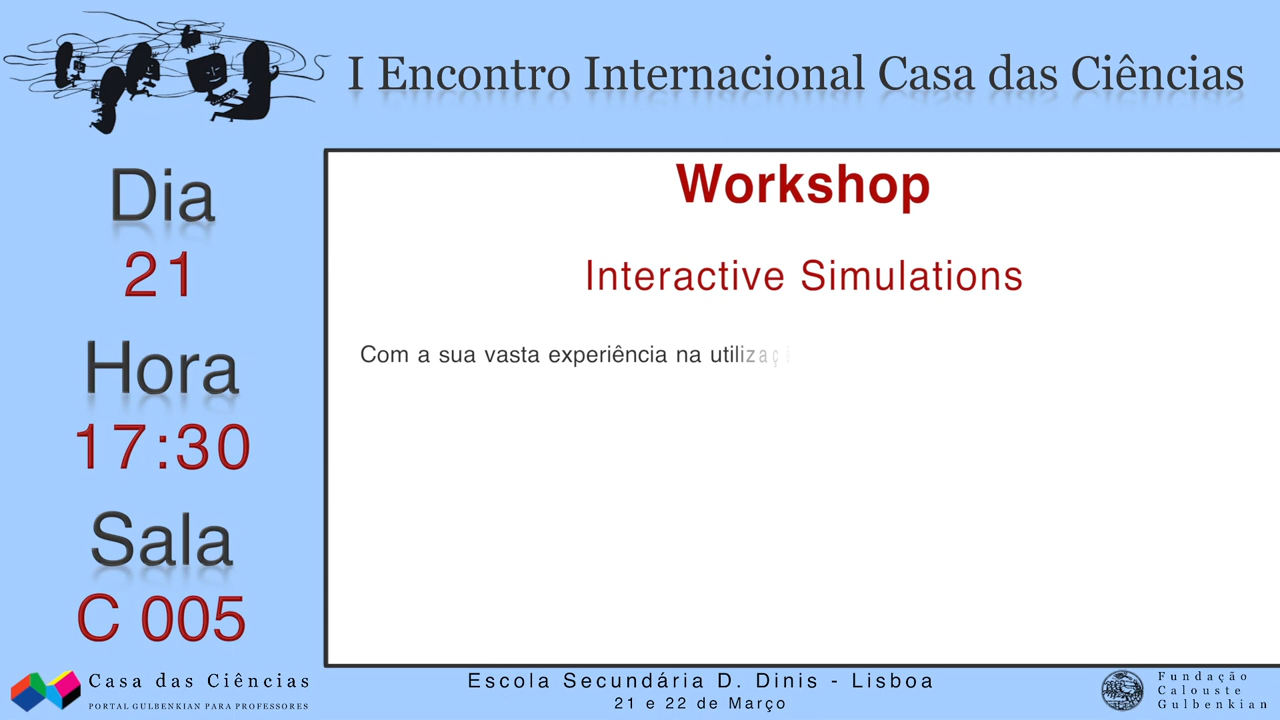 I Encontro Internacional Casa das Ciências
Dia
21
Hora
17:30
Sala
C 005
Workshop
Interactive Simulations
Com a sua vasta experiência na
Casa das Ciências
PORTAL GULBENKIAN PARA PROFESSORES
Escola Secundária D. Dinis - Lisboa
21 e 22 de Março
Fundação
Calouste
Gulbenkian